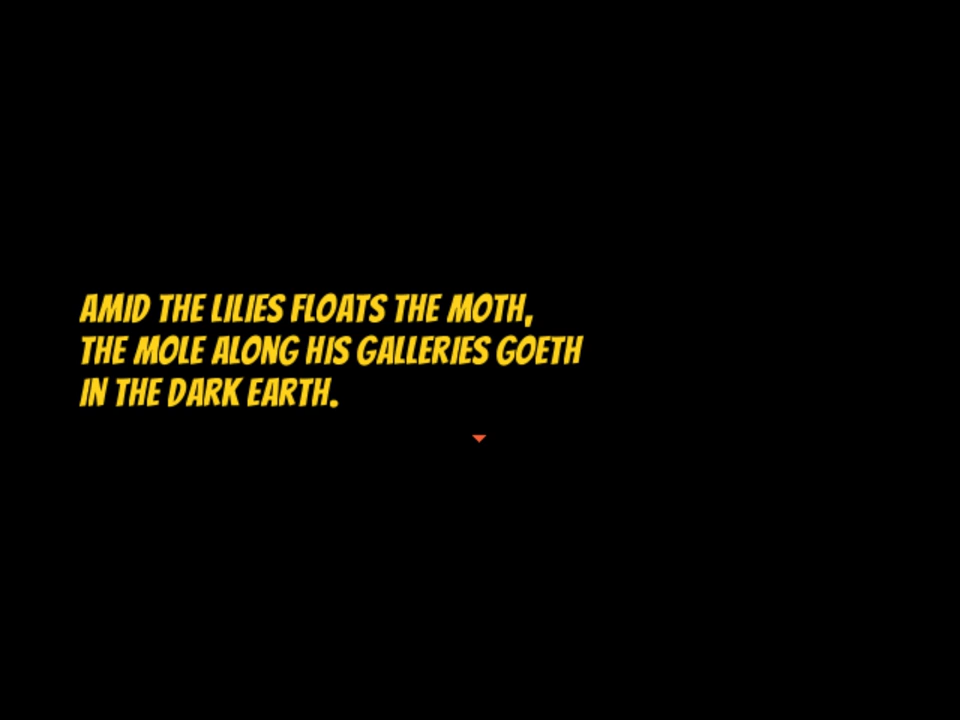 AMID THE LILIES FLOATS THE MOTH,
THE MOLE ALONG HIS GALLERIES GOETH
IN THE DARK EARTH.